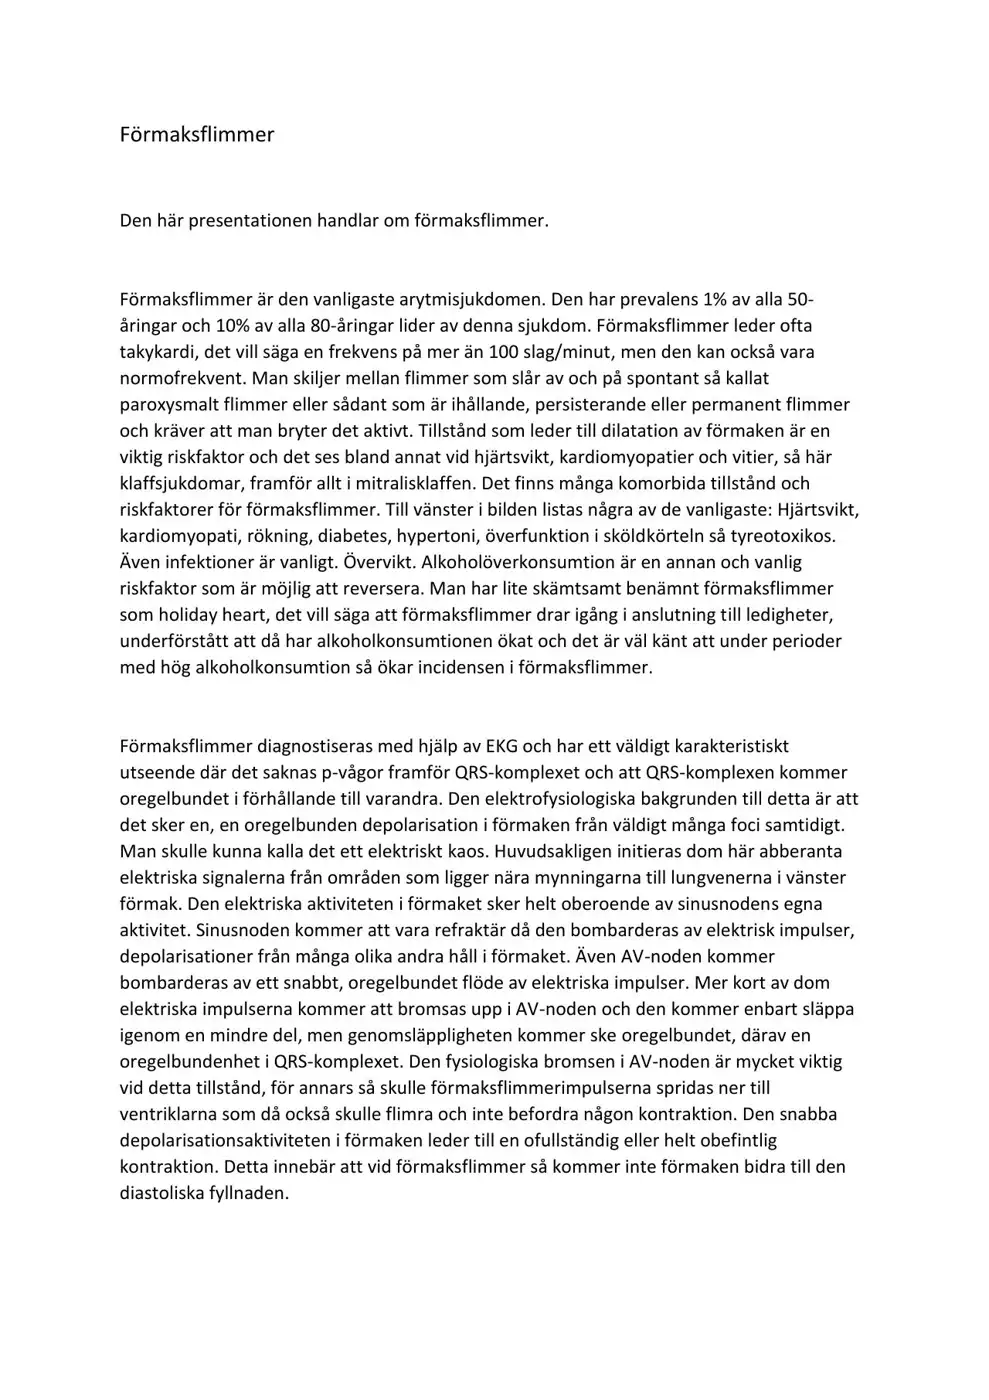 Förmaksflimmer
Den här presentationen handlar om förmaksflimmer.
Förmaksflimmer är den vanligaste arytmisjukdomen. Den har prevalens 1% av alla 50-
åringar och 10% av alla 80-åringar lider av denna sjukdom. Förmaksflimmer leder ofta
takykardi, det vill säga en frekvens på mer än 100 slag/minut, men den kan också vara
normofrekvent. Man skiljer mellan flimmer som slår av och på spontant så kallat
paroxysmalt flimmer eller sådant som är ihållande, persisterande eller permanent flimmer
och kräver att man bryter det aktivt. Tillstånd som leder till dilatation av förmaken är en
viktig riskfaktor och det ses bland annat vid hjärtsvikt, kardiomyopatier och vitier, så här
klaffsjukdomar, framför allt i mitralisklaffen. Det finns många komorbida tillstånd och
riskfaktorer för förmaksflimmer. Till vänster i bilden listas några av de vanligaste: Hjärtsvikt,
kardiomyopati, rökning, diabetes, hypertoni, överfunktion i sköldkörteln så tyreotoxikos.
Även infektioner är vanligt. Övervikt. Alkoholöverkonsumtion är en annan och vanlig
riskfaktor som är möjlig att reversera. Man har lite skämtsamt benämnt förmaksflimmer
som holiday heart, det vill säga att förmaksflimmer drar igång i anslutning till ledigheter,
underförstått att då har alkoholkonsumtionen ökat och det är väl känt att under perioder
med hög alkoholkonsumtion så ökar incidensen i förmaksflimmer.
Förmaksflimmer diagnostiseras med hjälp av EKG och har ett väldigt karakteristiskt
utseende där det saknas p-vågor framför QRS-komplexet och att QRS-komplexen kommer
oregelbundet i förhållande till varandra. Den elektrofysiologiska bakgrunden till detta är att
det sker en, en oregelbunden depolarisation i förmaken från väldigt många foci samtidigt.
Man skulle kunna kalla det ett elektriskt kaos. Huvudsakligen initieras dom här abberanta
elektriska signalerna från områden som ligger nära mynningarna till lungvenerna i vänster
förmak. Den elektriska aktiviteten i förmaket sker helt oberoende av sinusnodens egna
aktivitet. Sinusnoden kommer att vara refraktär då den bombarderas av elektrisk impulser,
depolarisationer från många olika andra håll i förmaket. Även AV-noden kommer
bombarderas av ett snabbt, oregelbundet flöde av elektriska impulser. Mer kort av dom
elektriska impulserna kommer att bromsas upp i AV-noden och den kommer enbart släppa
igenom en mindre del, men genomsläppligheten kommer ske oregelbundet, därav en
oregelbundenhet i QRS-komplexet. Den fysiologiska bromsen i AV-noden är mycket viktig
vid detta tillstånd, för annars så skulle förmaksflimmerimpulserna spridas ner till
ventriklarna som då också skulle flimra och inte befordra någon kontraktion. Den snabba
depolarisationsaktiviteten i förmaken leder till en ofullständig eller helt obefintlig
kontraktion. Detta innebär att vid förmaksflimmer så kommer inte förmaken bidra till den
diastoliska fyllnaden.